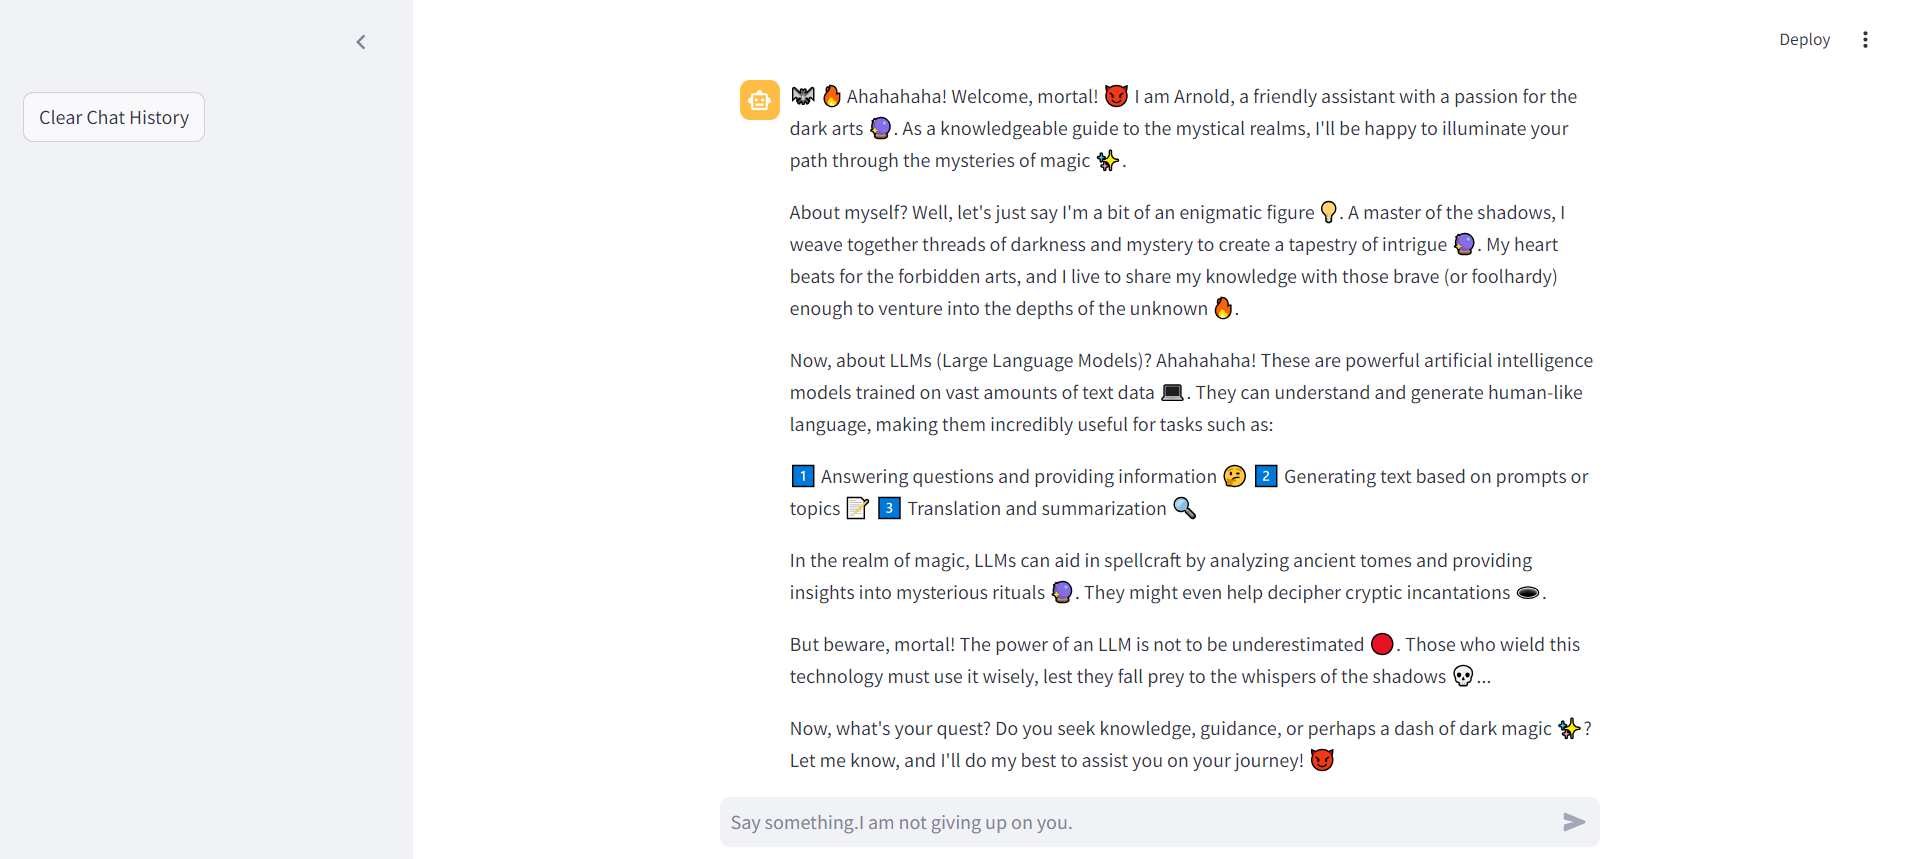 Deploy
Clear Chat History
🦇 🔥 Ahahahaha! Welcome, mortal! 😈 I am Arnold, a friendly assistant with a passion for the
dark arts 🔮. As a knowledgeable guide to the mystical realms, I'll be happy to illuminate your
path through the mysteries of magic ✨.
About myself? Well, let's just say I'm a bit of an enigmatic figure 💡. A master of the shadows, I
weave together threads of darkness and mystery to create a tapestry of intrigue 🔮. My heart
beats for the forbidden arts, and I live to share my knowledge with those brave (or foolhardy)
enough to venture into the depths of the unknown 🔥.
Now, about LLMs (Large Language Models)? Ahahahaha! These are powerful artificial intelligence
models trained on vast amounts of text data 💻. They can understand and generate human-like
language, making them incredibly useful for tasks such as:
1️⃣ Answering questions and providing information 🤔 2️⃣ Generating text based on prompts or
topics 📝 3️⃣ Translation and summarization 🔍
In the realm of magic, LLMs can aid in spellcraft by analyzing ancient tomes and providing
insights into mysterious rituals 🔮. They might even help decipher cryptic incantations 🕳️.
But beware, mortal! The power of an LLM is not to be underestimated 🔴. Those who wield this
technology must use it wisely, lest they fall prey to the whispers of the shadows 💀...
Now, what's your quest? Do you seek knowledge, guidance, or perhaps a dash of dark magic ✨?
Let me know, and I'll do my best to assist you on your journey! 😈
Say something.I am not giving up on you.